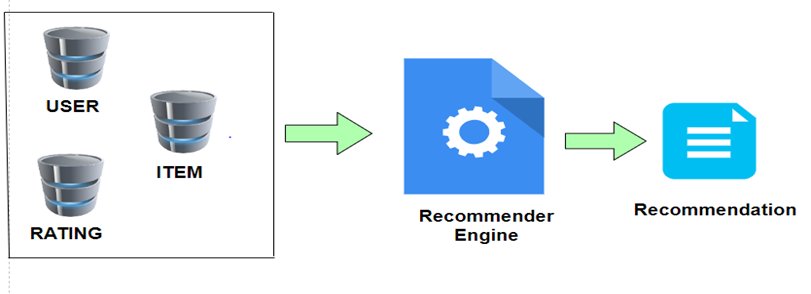 USER
ITEM
RATING
Recommender
Engine
Recommendation